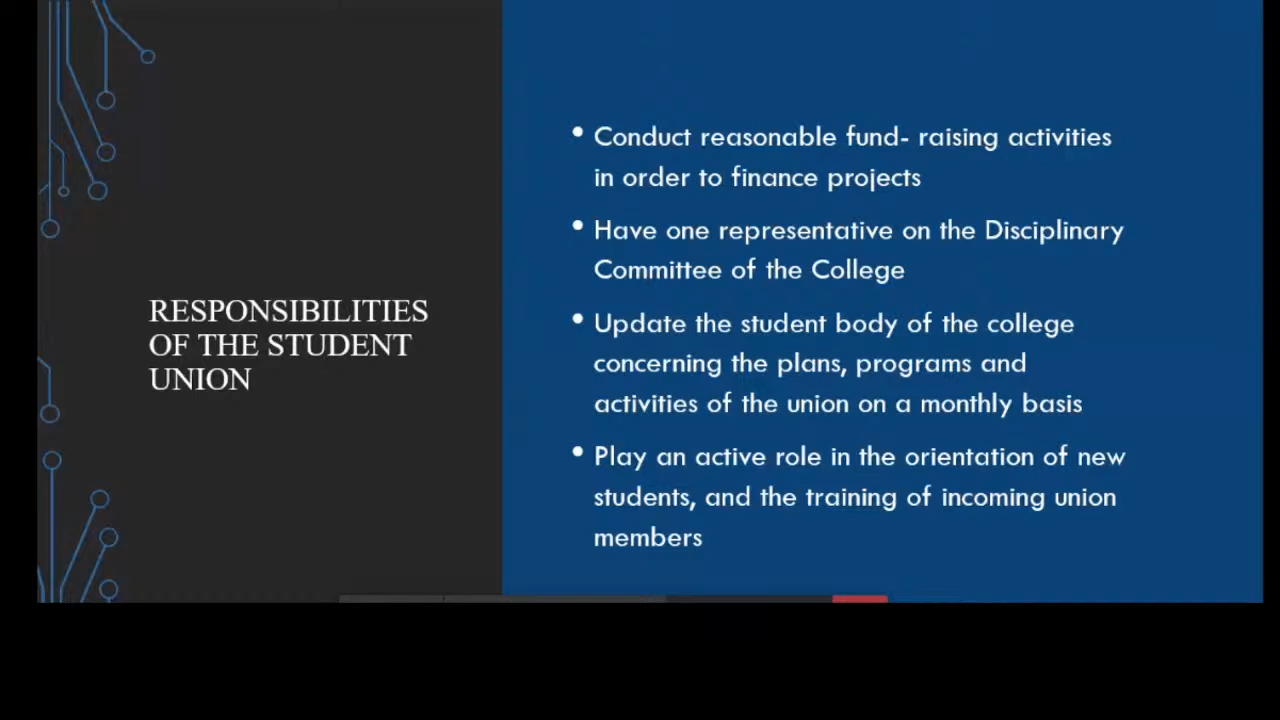 RESPONSIBILITIES
OF THE STUDENT
UNION
• Conduct reasonable fund- raising activities
in order to finance projects
• Have one representative on the Disciplinary
Committee of the College
• Update the student body of the college
concerning the plans, programs and
activities of the union on a monthly basis
• Play an active role in the orientation of new
students, and the training of incoming union
members